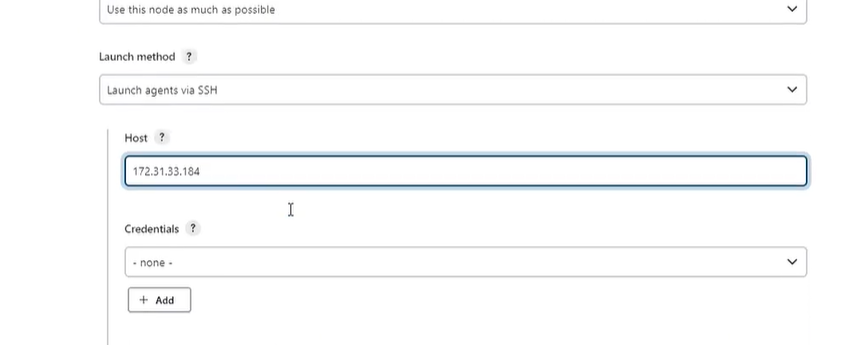 Use this node as much as possible
Launch method ?
Launch agents via SSH
Host ?
172.31.33.184
Credentials ?
- none -
+ Add